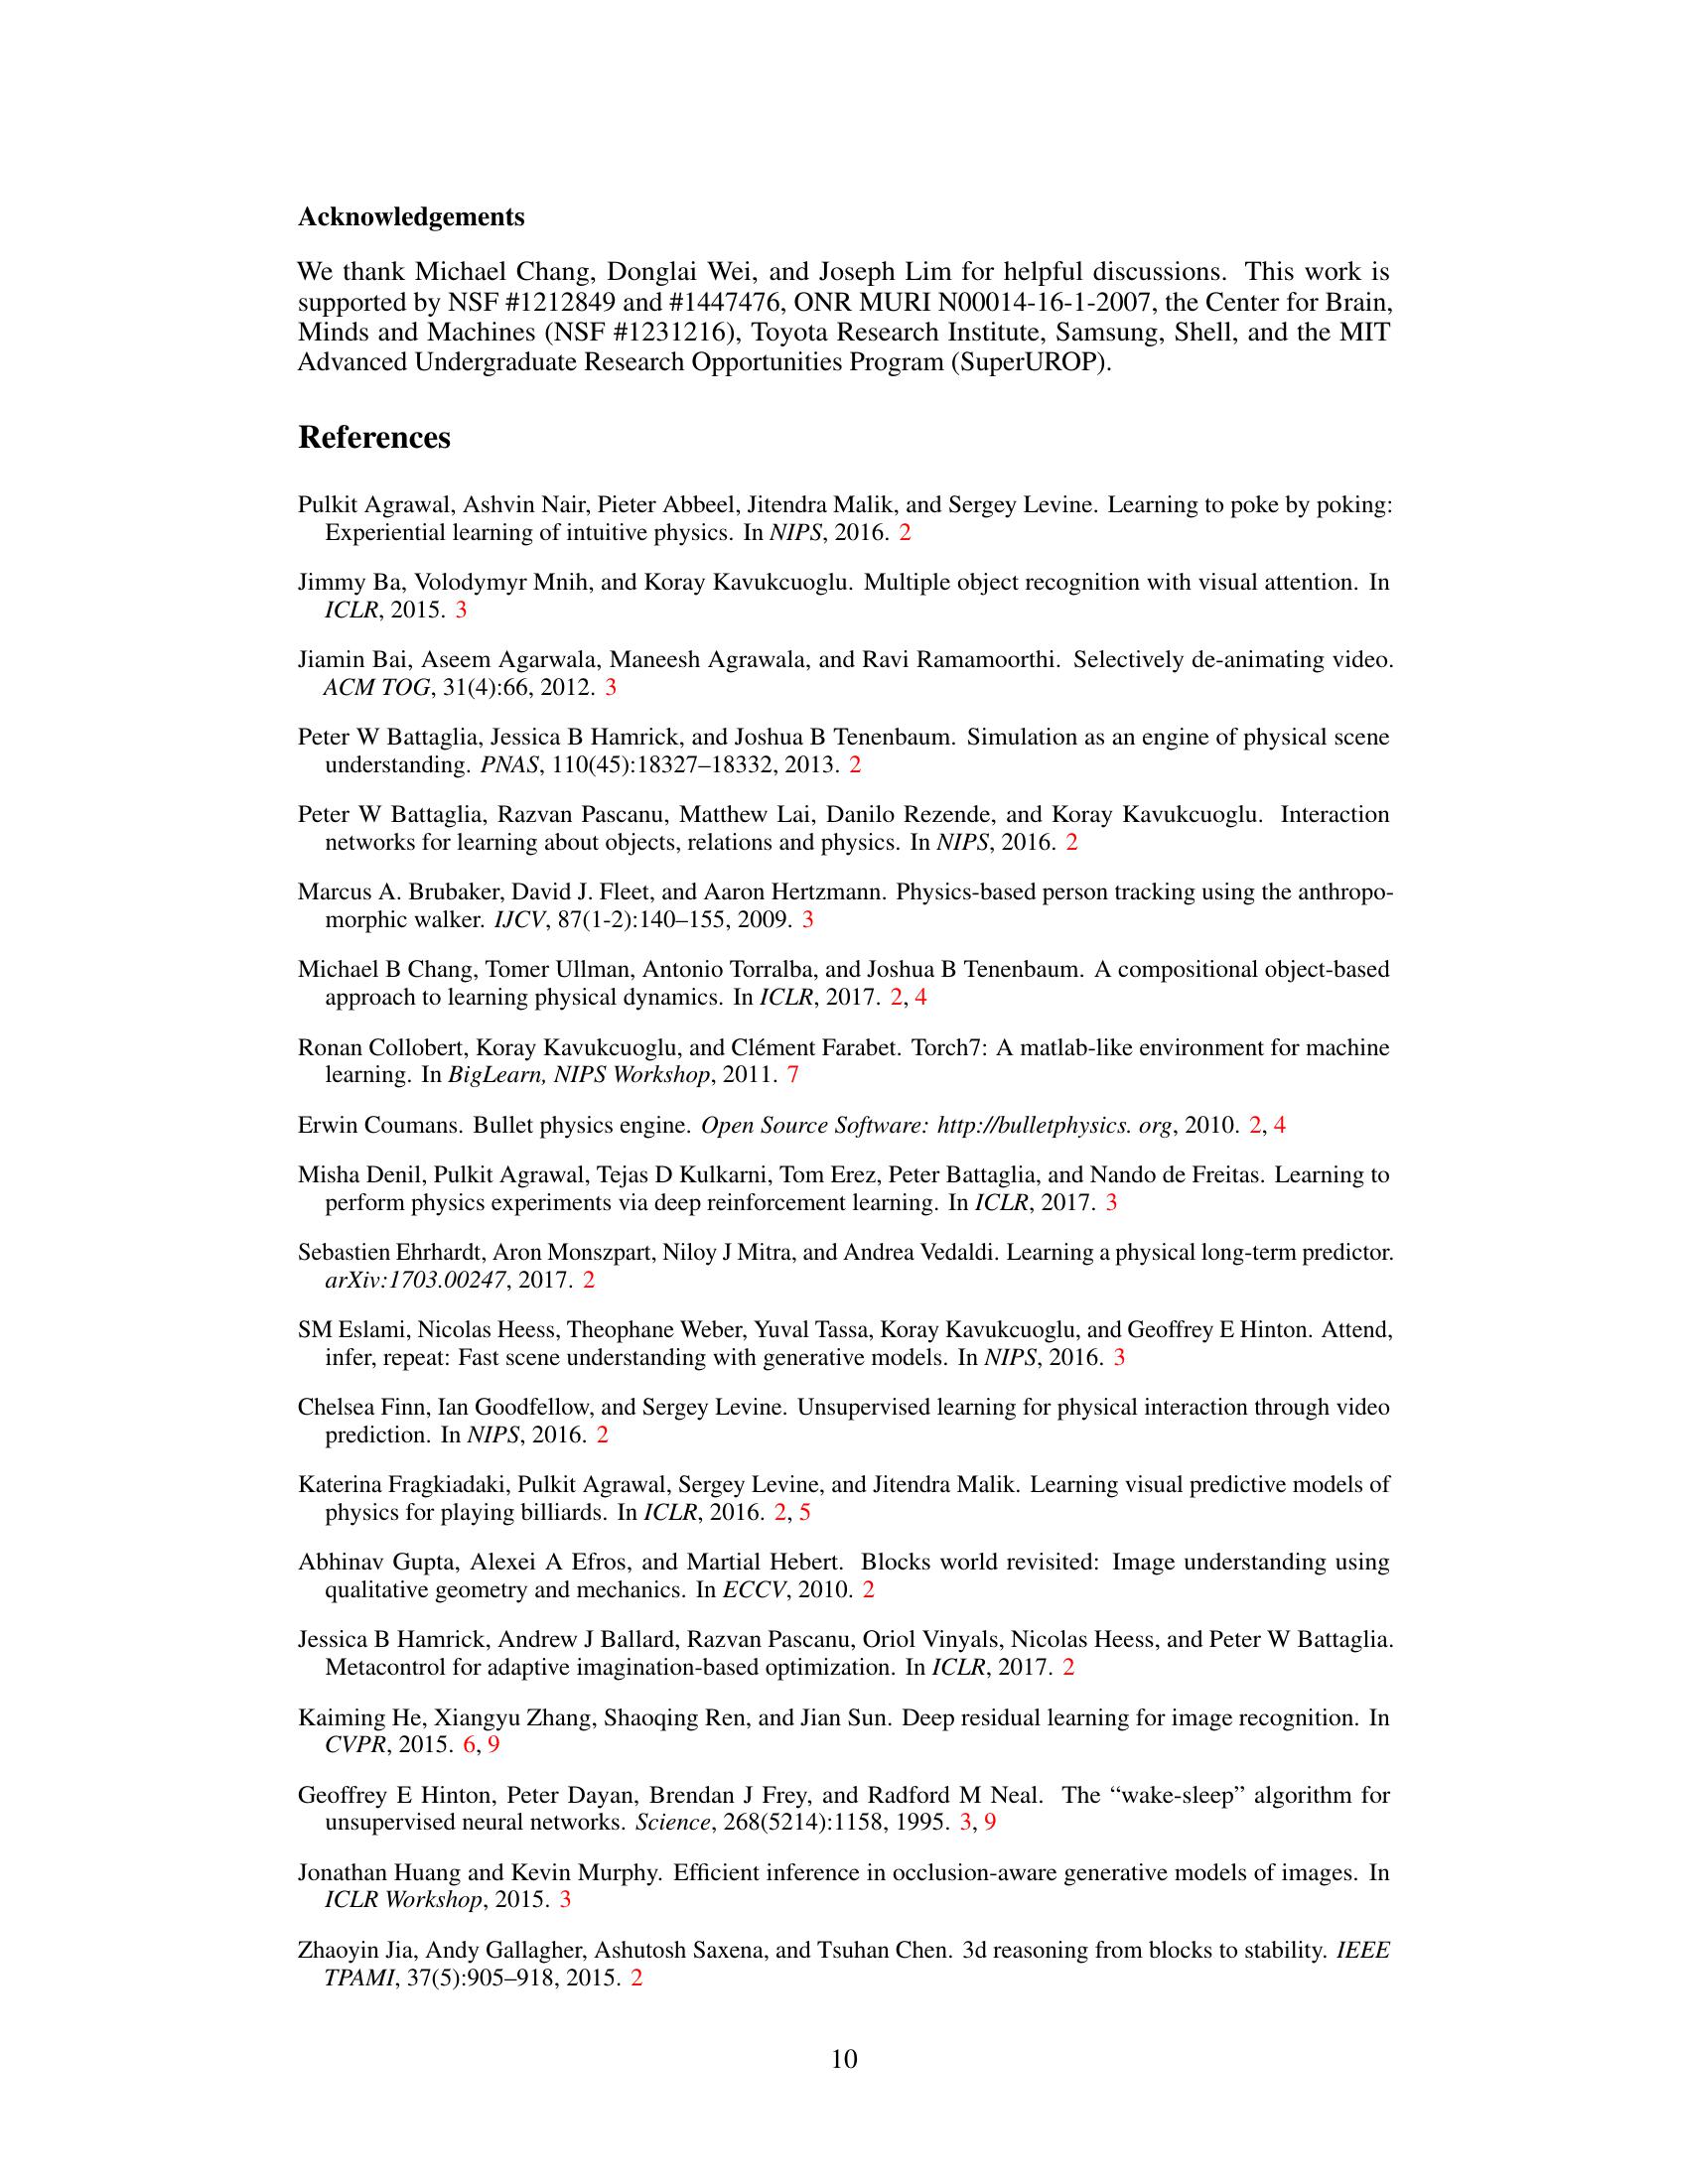 Acknowledgements
We thank Michael Chang, Donglai Wei, and Joseph Lim for helpful discussions. This work is
supported by NSF #1212849 and #1447476, ONR MURI N00014-16-1-2007, the Center for Brain,
Minds and Machines (NSF #1231216), Toyota Research Institute, Samsung, Shell, and the MIT
Advanced Undergraduate Research Opportunities Program (SuperUROP).
References
Pulkit Agrawal, Ashvin Nair, Pieter Abbeel, Jitendra Malik, and Sergey Levine. Learning to poke by poking:
Experiential learning of intuitive physics. In NIPS, 2016. 2
Jimmy Ba, Volodymyr Mnih, and Koray Kavukcuoglu. Multiple object recognition with visual attention. In
ICLR, 2015. 3
Jiamin Bai, Aseem Agarwala, Maneesh Agrawala, and Ravi Ramamoorthi. Selectively de-animating video.
ACM TOG, 31(4):66, 2012. 3
Peter W Battaglia, Jessica B Hamrick, and Joshua B Tenenbaum. Simulation as an engine of physical scene
understanding. PNAS, 110(45):18327–18332, 2013. 2
Peter W Battaglia, Razvan Pascanu, Matthew Lai, Danilo Rezende, and Koray Kavukcuoglu. Interaction
networks for learning about objects, relations and physics. In NIPS, 2016. 2
Marcus A. Brubaker, David J. Fleet, and Aaron Hertzmann. Physics-based person tracking using the anthropo-
morphic walker. IJCV, 87(1-2):140–155, 2009. 3
Michael B Chang, Tomer Ullman, Antonio Torralba, and Joshua B Tenenbaum. A compositional object-based
approach to learning physical dynamics. In ICLR, 2017. 2, 4
Ronan Collobert, Koray Kavukcuoglu, and Clément Farabet. Torch7: A matlab-like environment for machine
learning. In BigLearn, NIPS Workshop, 2011. 7
Erwin Coumans. Bullet physics engine. Open Source Software: http://bulletphysics. org, 2010. 2, 4
Misha Denil, Pulkit Agrawal, Tejas D Kulkarni, Tom Erez, Peter Battaglia, and Nando de Freitas. Learning to
perform physics experiments via deep reinforcement learning. In ICLR, 2017. 3
Sebastien Ehrhardt, Aron Monszpart, Niloy J Mitra, and Andrea Vedaldi. Learning a physical long-term predictor.
arXiv:1703.00247, 2017. 2
SM Eslami, Nicolas Heess, Theophane Weber, Yuval Tassa, Koray Kavukcuoglu, and Geoffrey E Hinton. Attend,
infer, repeat: Fast scene understanding with generative models. In NIPS, 2016. 3
Chelsea Finn, Ian Goodfellow, and Sergey Levine. Unsupervised learning for physical interaction through video
prediction. In NIPS, 2016. 2
Katerina Fragkiadaki, Pulkit Agrawal, Sergey Levine, and Jitendra Malik. Learning visual predictive models of
physics for playing billiards. In ICLR, 2016. 2, 5
Abhinav Gupta, Alexei A Efros, and Martial Hebert. Blocks world revisited: Image understanding using
qualitative geometry and mechanics. In ECCV, 2010. 2
Jessica B Hamrick, Andrew J Ballard, Razvan Pascanu, Oriol Vinyals, Nicolas Heess, and Peter W Battaglia.
Metacontrol for adaptive imagination-based optimization. In ICLR, 2017. 2
Kaiming He, Xiangyu Zhang, Shaoqing Ren, and Jian Sun. Deep residual learning for image recognition. In
CVPR, 2015. 6, 9
Geoffrey E Hinton, Peter Dayan, Brendan J Frey, and Radford M Neal. The “wake-sleep” algorithm for
unsupervised neural networks. Science, 268(5214):1158, 1995. 3, 9
Jonathan Huang and Kevin Murphy. Efficient inference in occlusion-aware generative models of images. In
ICLR Workshop, 2015. 3
Zhaoyin Jia, Andy Gallagher, Ashutosh Saxena, and Tsuhan Chen. 3d reasoning from blocks to stability. IEEE
TPAMI, 37(5):905–918, 2015. 2
10